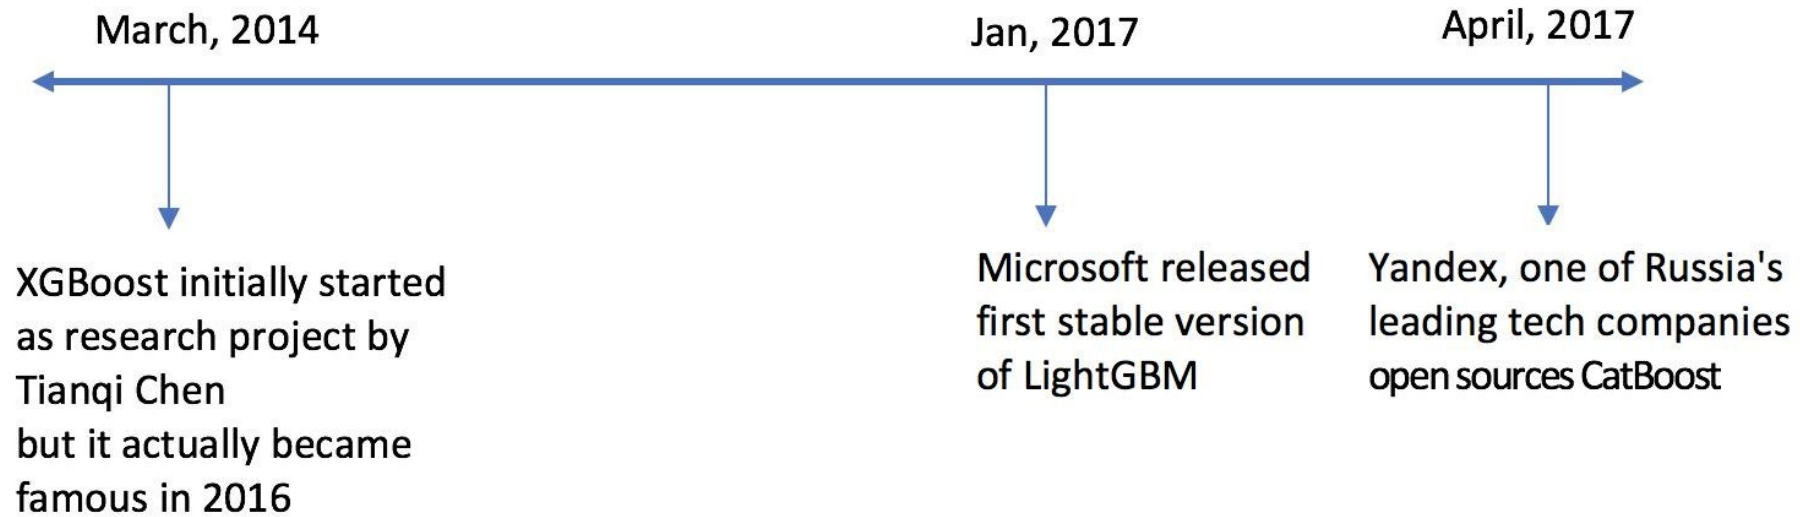 March, 2014
Jan, 2017
April, 2017
XGBoost initially started
as research project by
Tianqi Chen
but it actually became
famous in 2016
Microsoft released
first stable version
of LightGBM
Yandex, one of Russia's
leading tech companies
open sources CatBoost